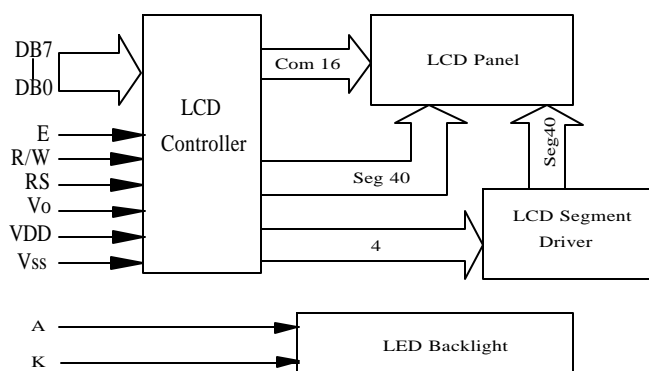 DB7
DB0
E
R/W
RS
Vo
VDD
Vss
LCD
Controller
Com 16
LCD Panel
Seg 40
Seg40
4
LCD Segment
Driver
A
K
LED Backlight